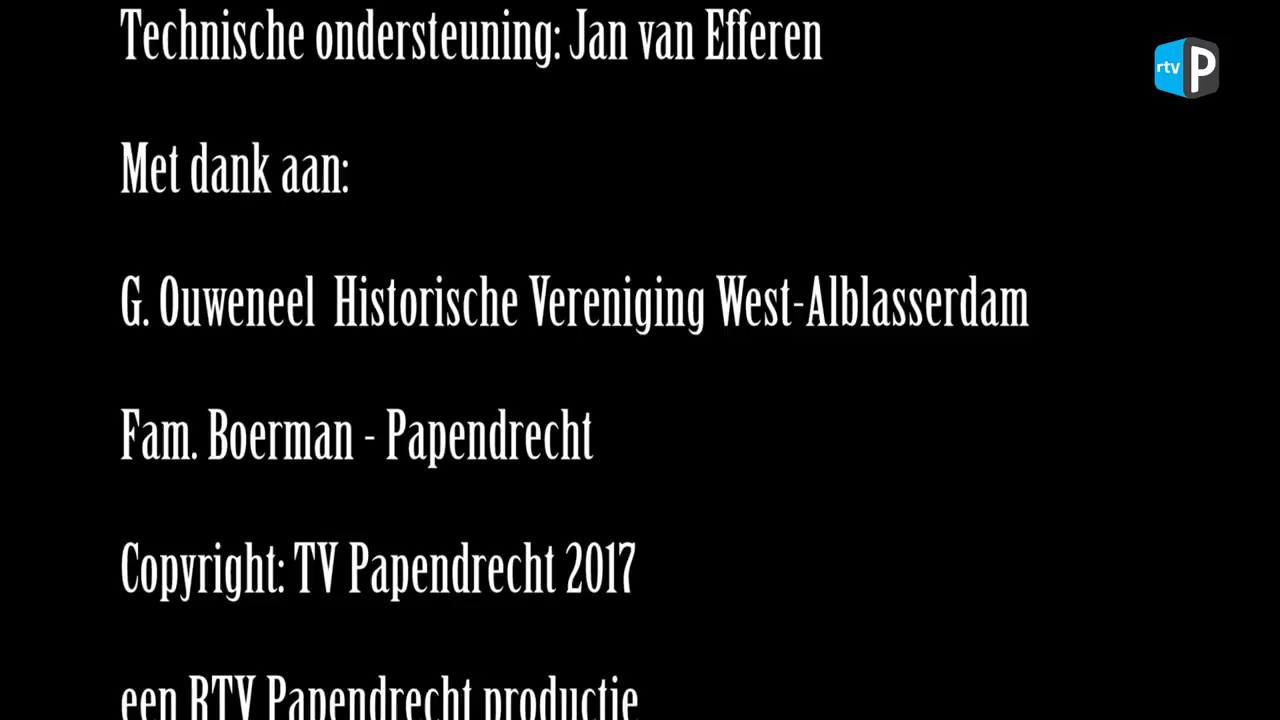 Technische ondersteuning: Jan van Efferen
rtv P
Met dank aan:
G. Ouweneel  Historische Vereniging West-Alblasserdam
Fam. Boerman - Papendrecht
Copyright: TV Papendrecht 2017
een RTV Papendrecht productie